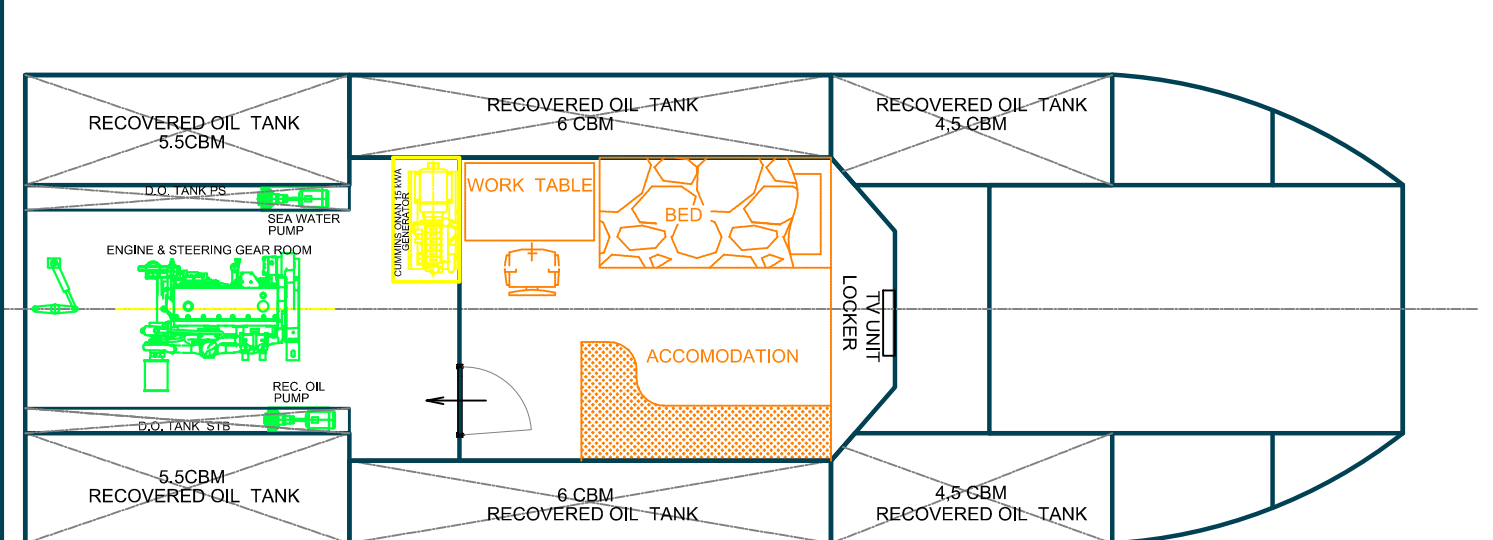 RECOVERED OIL TANK
5.5CBM
RECOVERED OIL TANK
6 CBM
RECOVERED OIL TANK
4,5 CBM
D.O. TANK PS
SEA WATER
PUMP
ENGINE & STEERING GEAR ROOM
CUMMINS ONAN 15 kWA
GENERATOR
WORK TABLE
BED
TV UNIT
LOCKER
ACCOMODATION
REC. OIL
PUMP
D.O. TANK STB
5.5CBM
RECOVERED OIL TANK
6 CBM
RECOVERED OIL TANK
4,5 CBM
RECOVERED OIL TANK